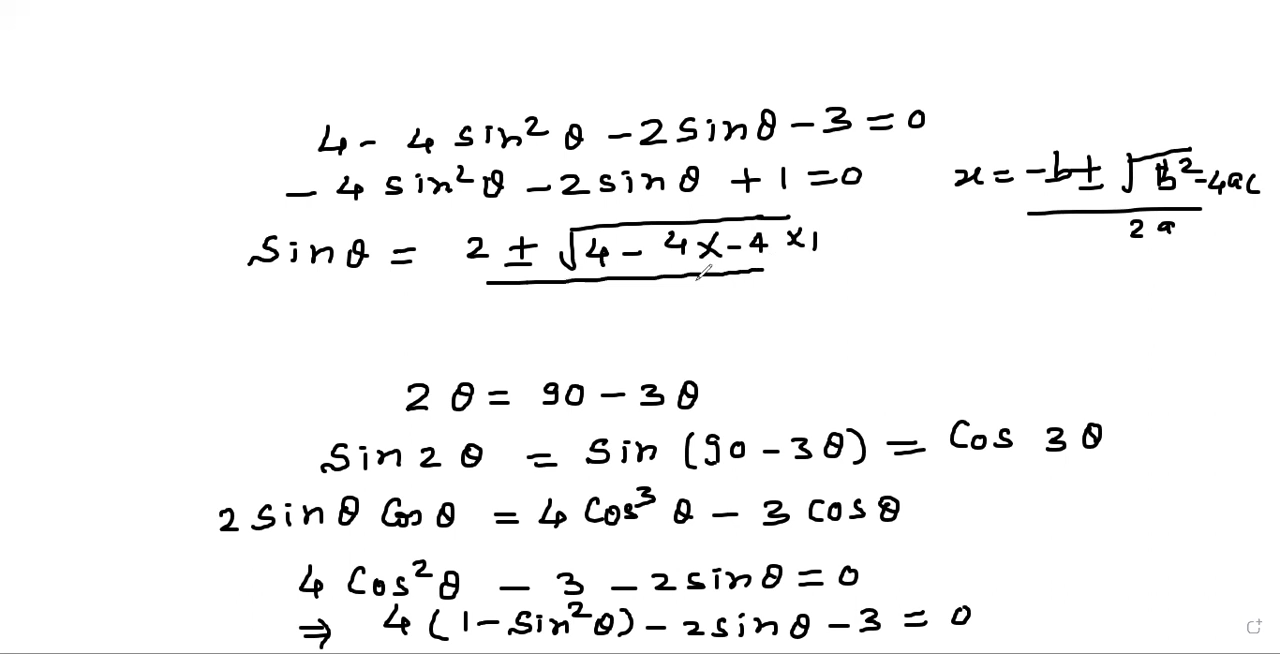 4 - 4 sin² θ - 2 sin θ - 3 = 0
- 4 sin² θ - 2 sin θ + 1 = 0
x = -b ± √b² - 4ac / 2a
Sin θ = 2 ± √4 - 4 x - 4 x 1
2 θ = 90 - 3 θ
Sin 2 θ = Sin (90 - 3 θ) = Cos 3 θ
2 Sin θ Cos θ = 4 Cos³ θ - 3 cos θ
4 Cos² θ - 3 - 2 sin θ = 0
⇒ 4 (1 - Sin² θ) - 2 sin θ - 3 = 0